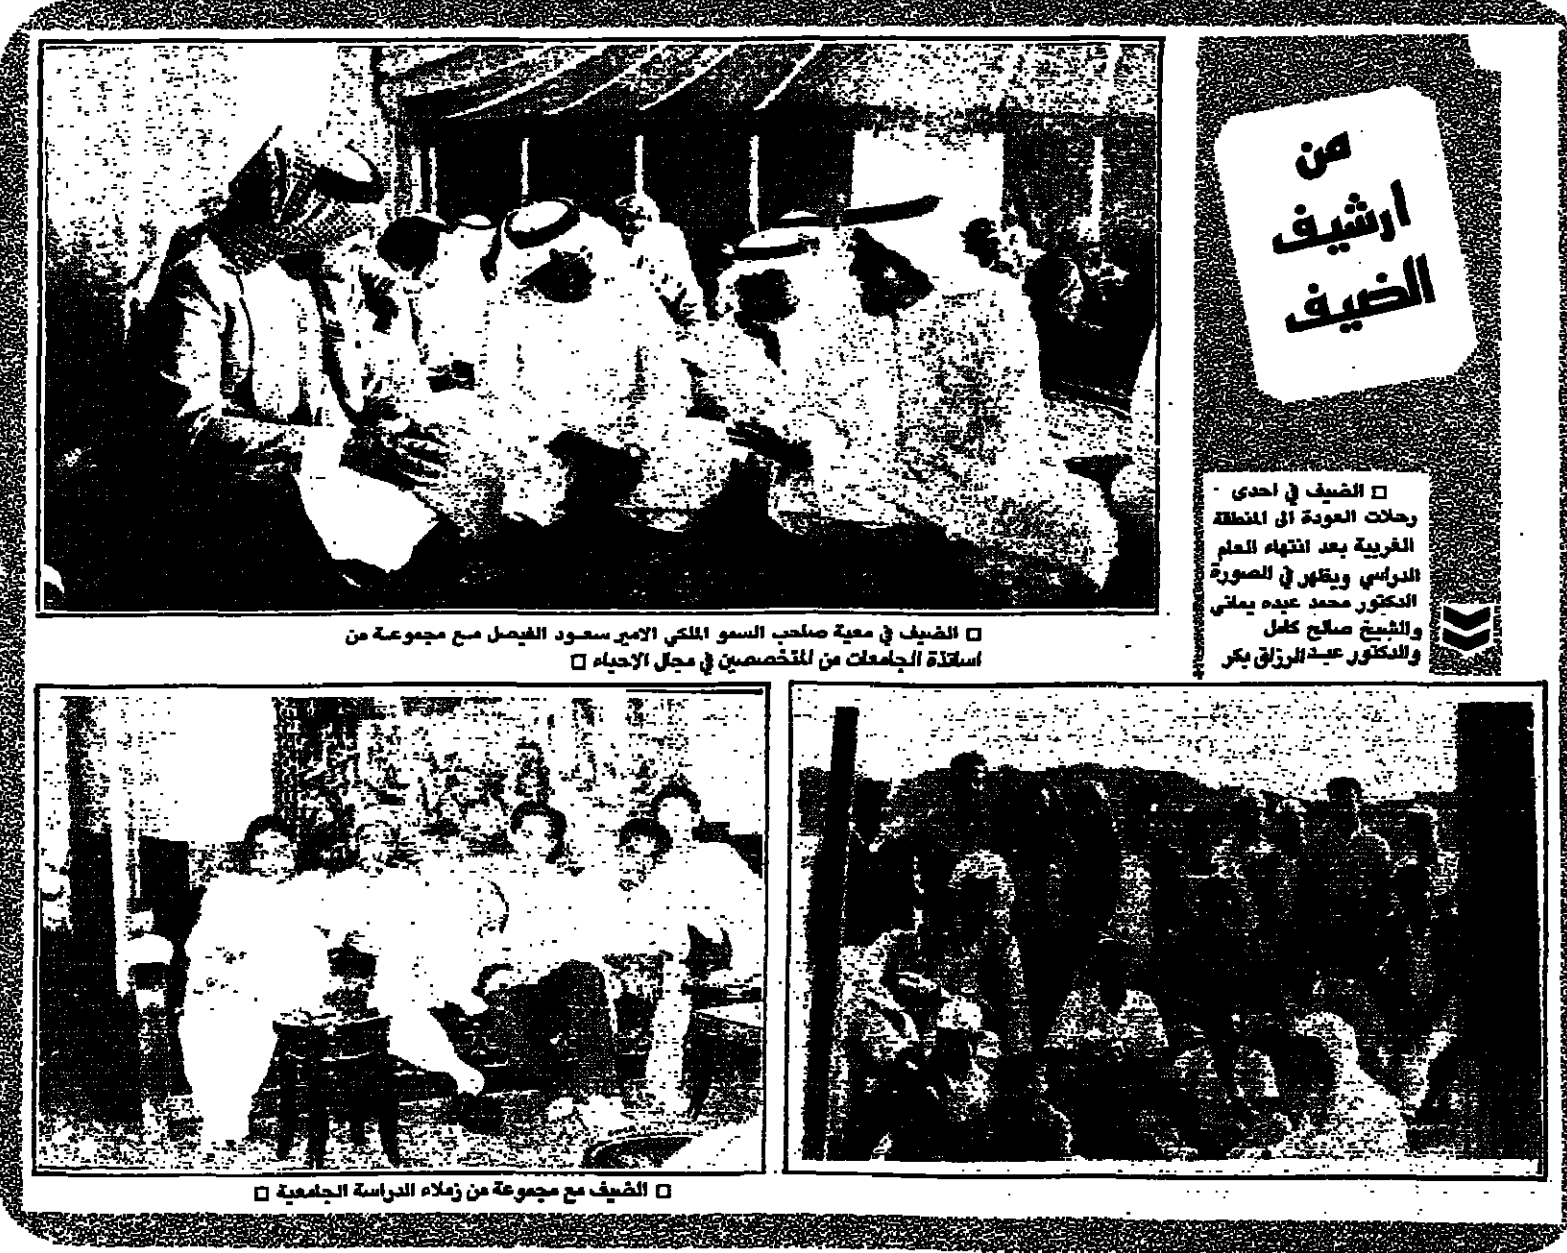 من
ارشيف
الضيف
□ الضيف في احدى
رحلات العودة الى المنطقة
الغربية بعد انتهاء العام
الدراسي ويظهر في الصورة
الدكتور محمد عبده يماني
والشيخ صالح كامل
والدكتور عبدالرزاق بكر
□ الضيف في معية صاحب السمو الملكي الامير سعود الفيصل مع مجموعة من
اساتذة الجامعات من المتخصصين في مجال الاحياء □
□ الضيف مع مجموعة من زملاء الدراسة الجامعية □